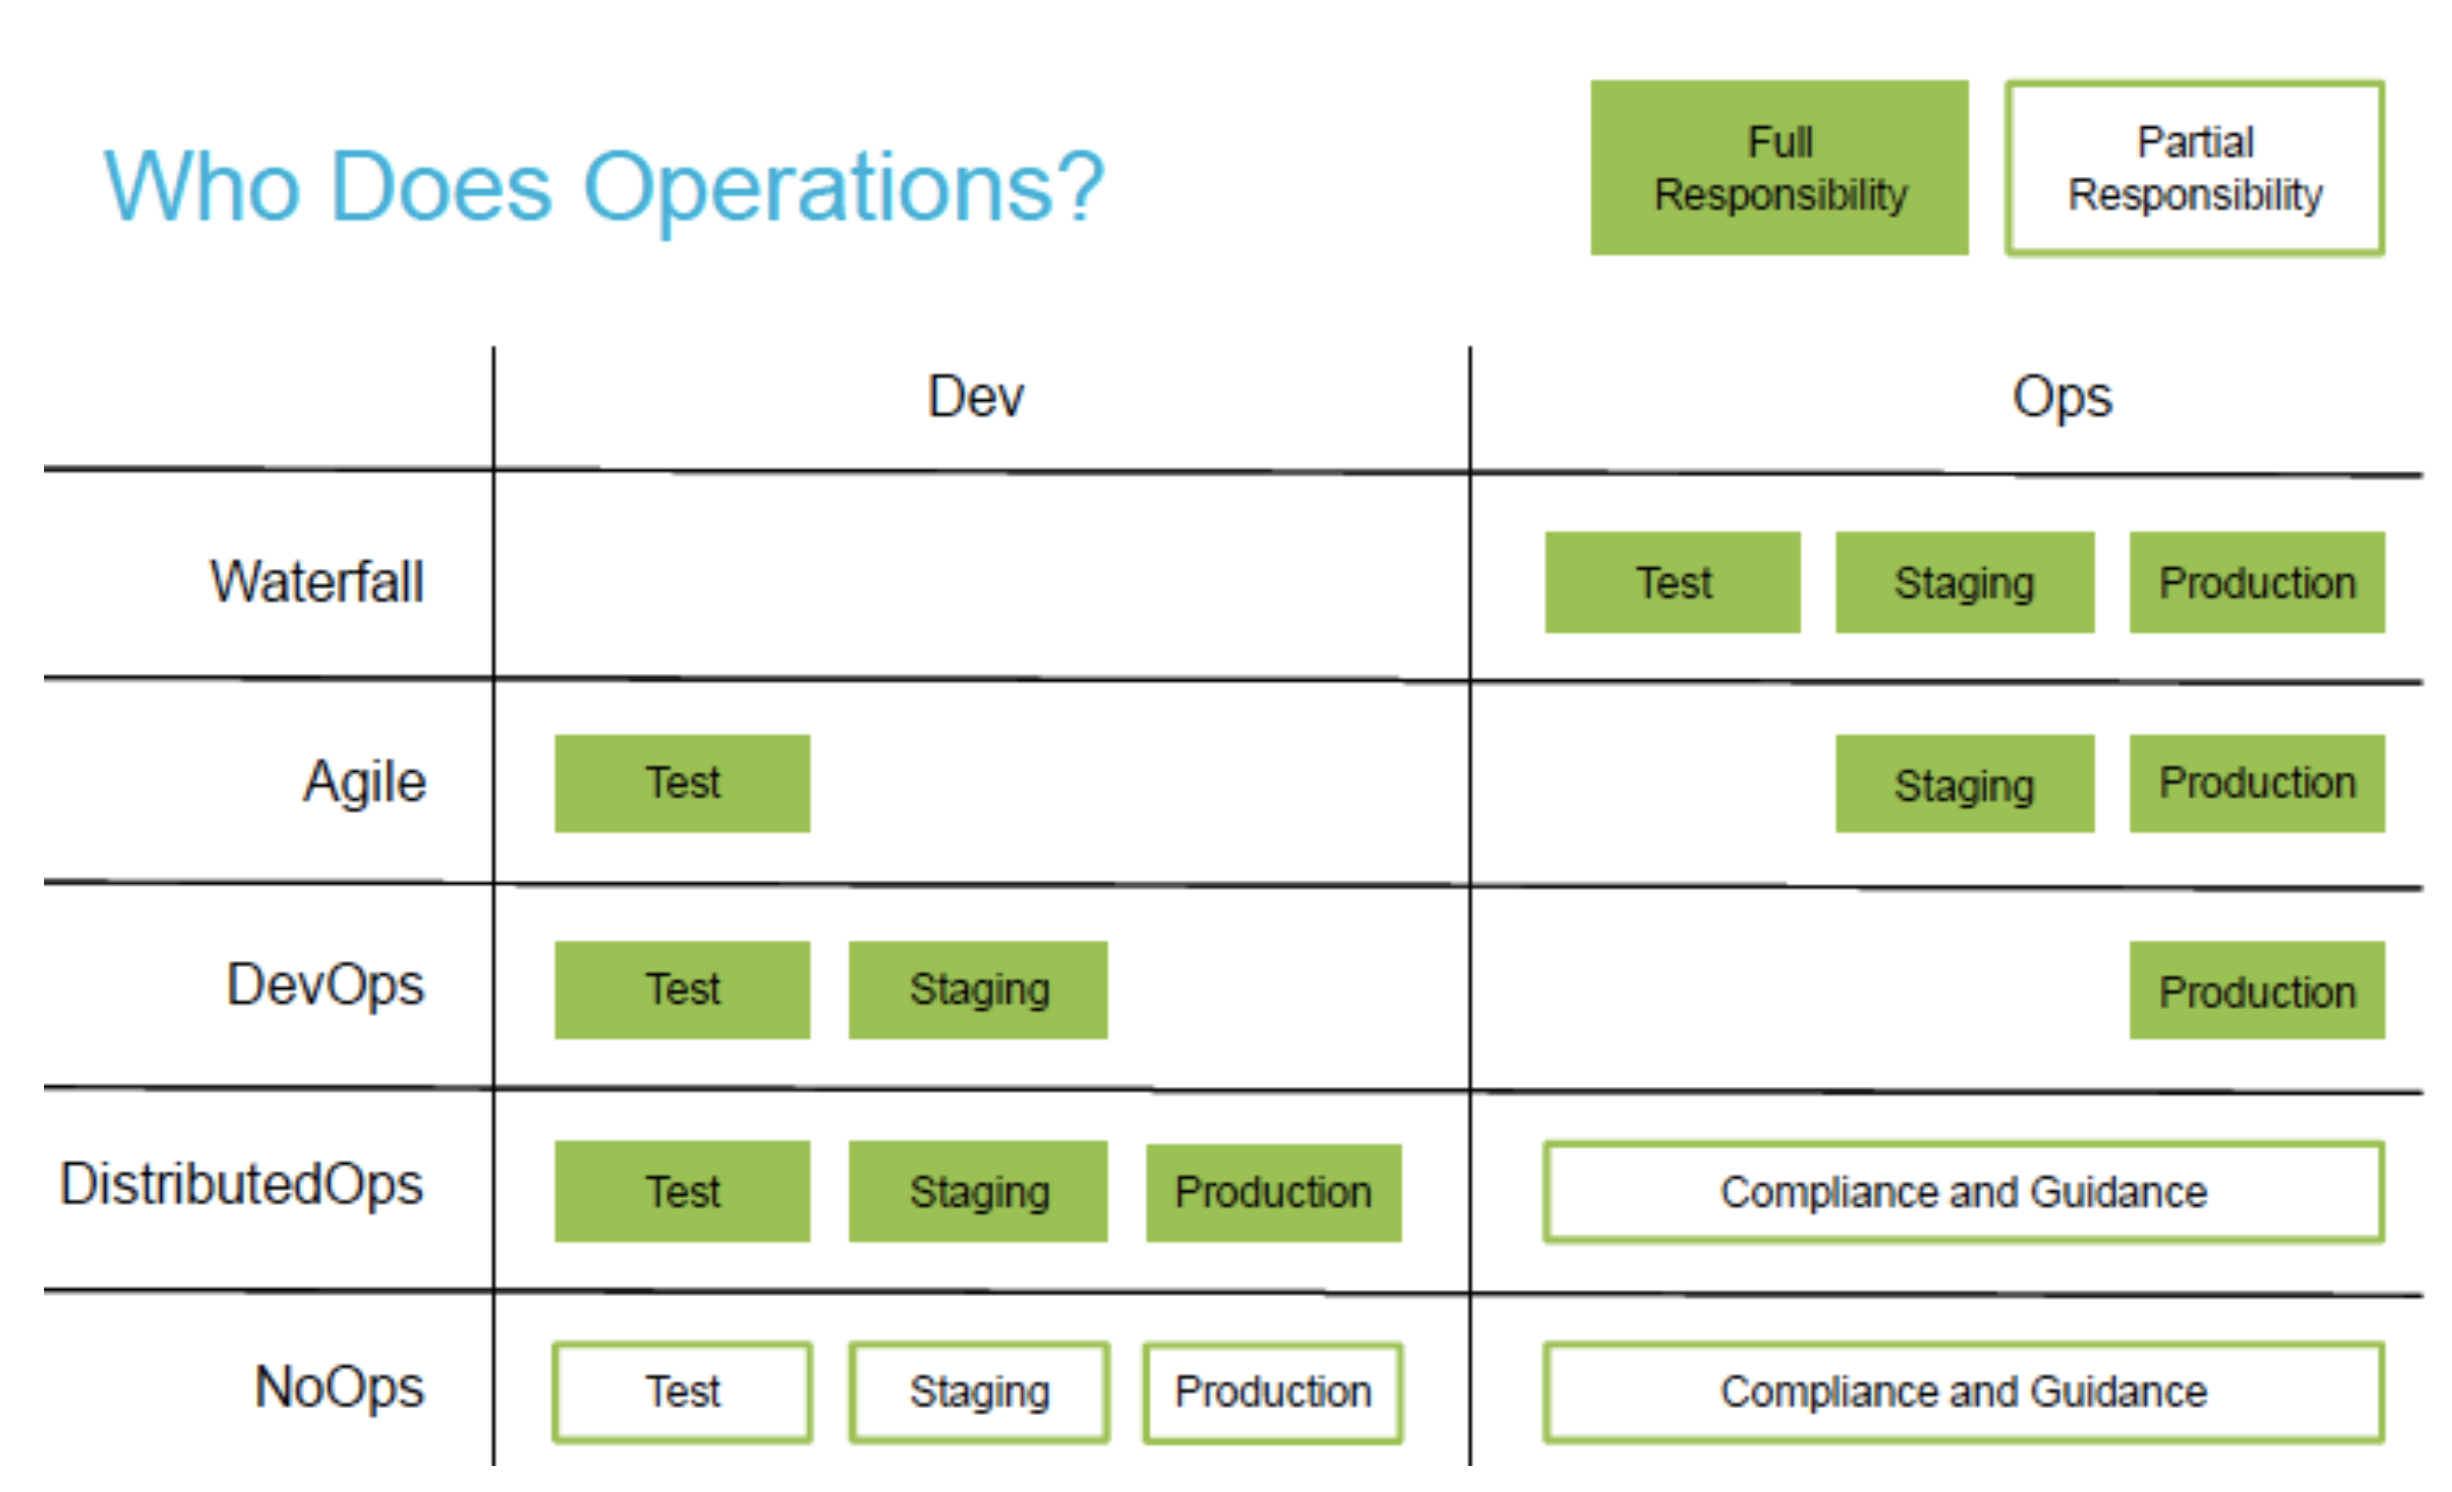 Who Does Operations?
Full
Responsibility
Partial
Responsibility
Dev
Ops
Waterfall
Test
Staging
Production
Agile
Test
Staging
Production
DevOps
Test
Staging
Production
DistributedOps
Test
Staging
Production
Compliance and Guidance
NoOps
Test
Staging
Production
Compliance and Guidance